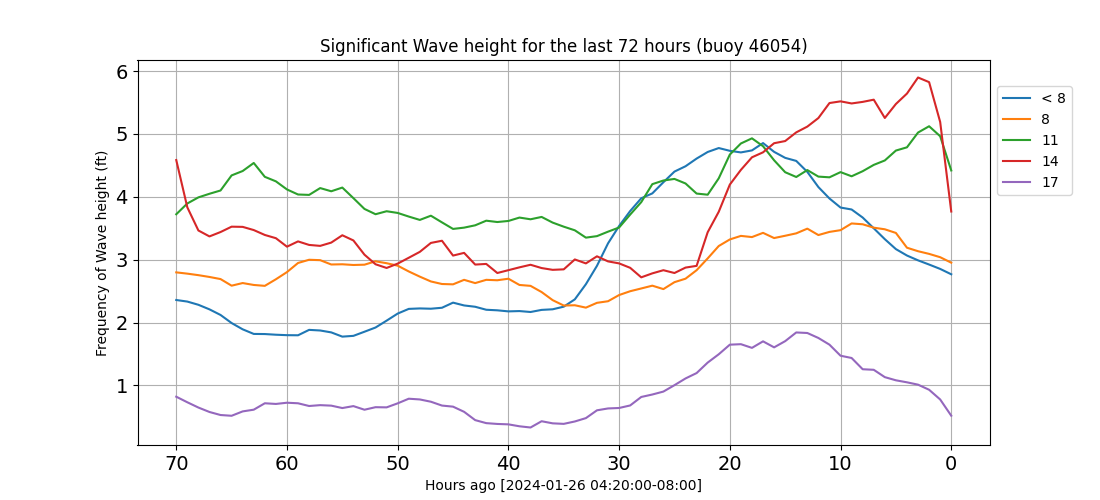 Significant Wave height for the last 72 hours (buoy 46054)
Frequency of Wave height (ft)
6
5
4
3
2
1
70 60 50 40 30 20 10 0
Hours ago [2024-01-26 04:20:00-08:00]
< 8
8
11
14
17